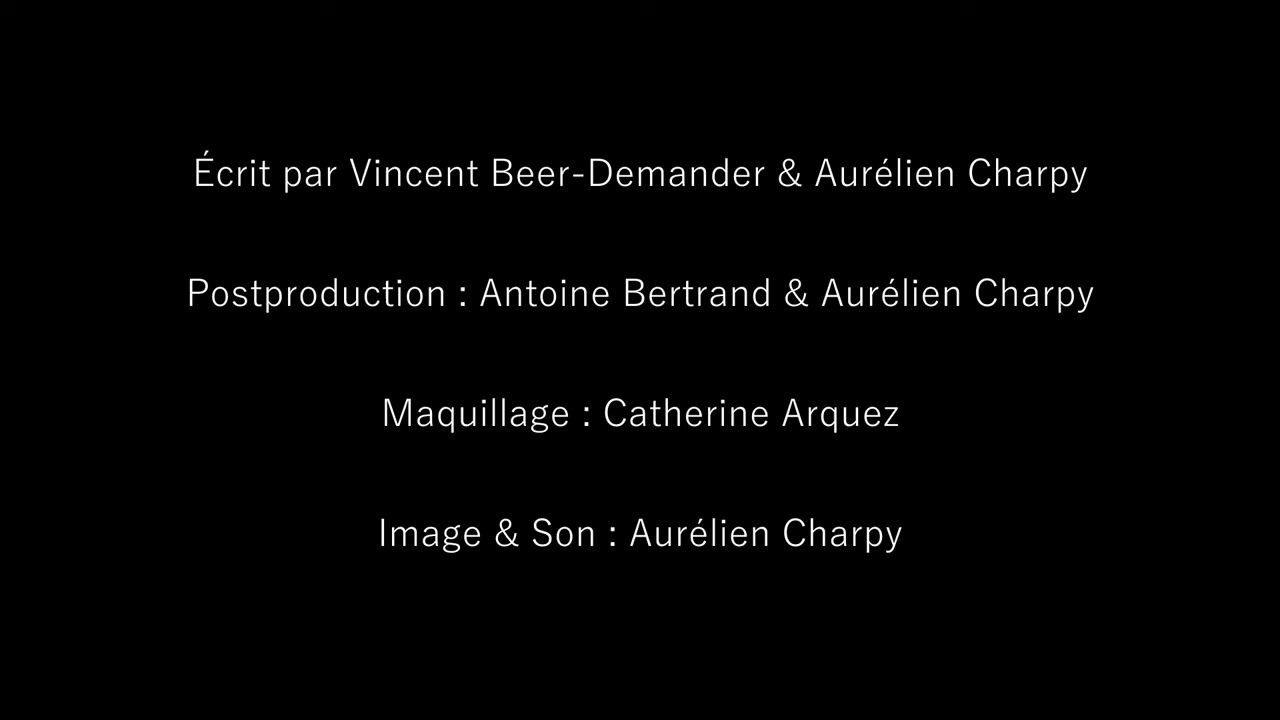 Écrit par Vincent Beer-Demander & Aurélien Charpy
Postproduction : Antoine Bertrand & Aurélien Charpy
Maquillage : Catherine Arquez
Image & Son : Aurélien Charpy